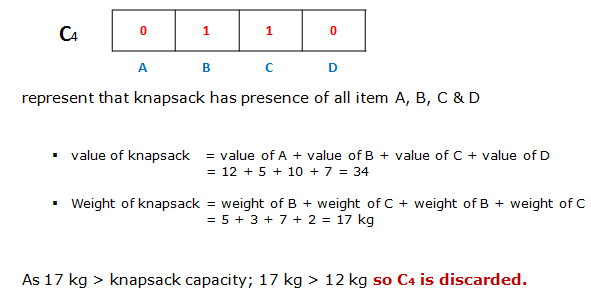 C4 0 1 1 0
A B C D
represent that knapsack has presence of all item A, B, C & D
▪ value of knapsack = value of A + value of B + value of C + value of D
= 12 + 5 + 10 + 7 = 34
▪ Weight of knapsack = weight of B + weight of C + weight of B + weight of C
= 5 + 3 + 7 + 2 = 17 kg
As 17 kg > knapsack capacity; 17 kg > 12 kg so C4 is discarded.